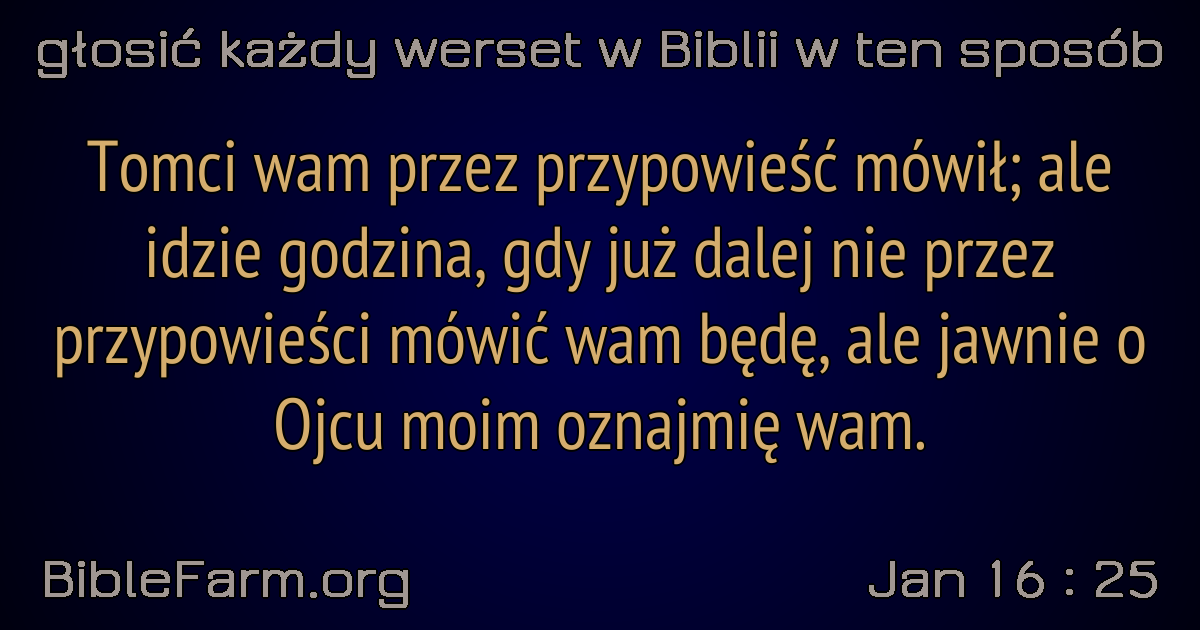 głosić każdy werset w Biblii w ten sposób
Tomci wam przez przypowieść mówił; ale
idzie godzina, gdy już dalej nie przez
przypowieści mówić wam będę, ale jawnie o
Ojcu moim oznajmię wam.
BibleFarm.org
Jan 16 : 25